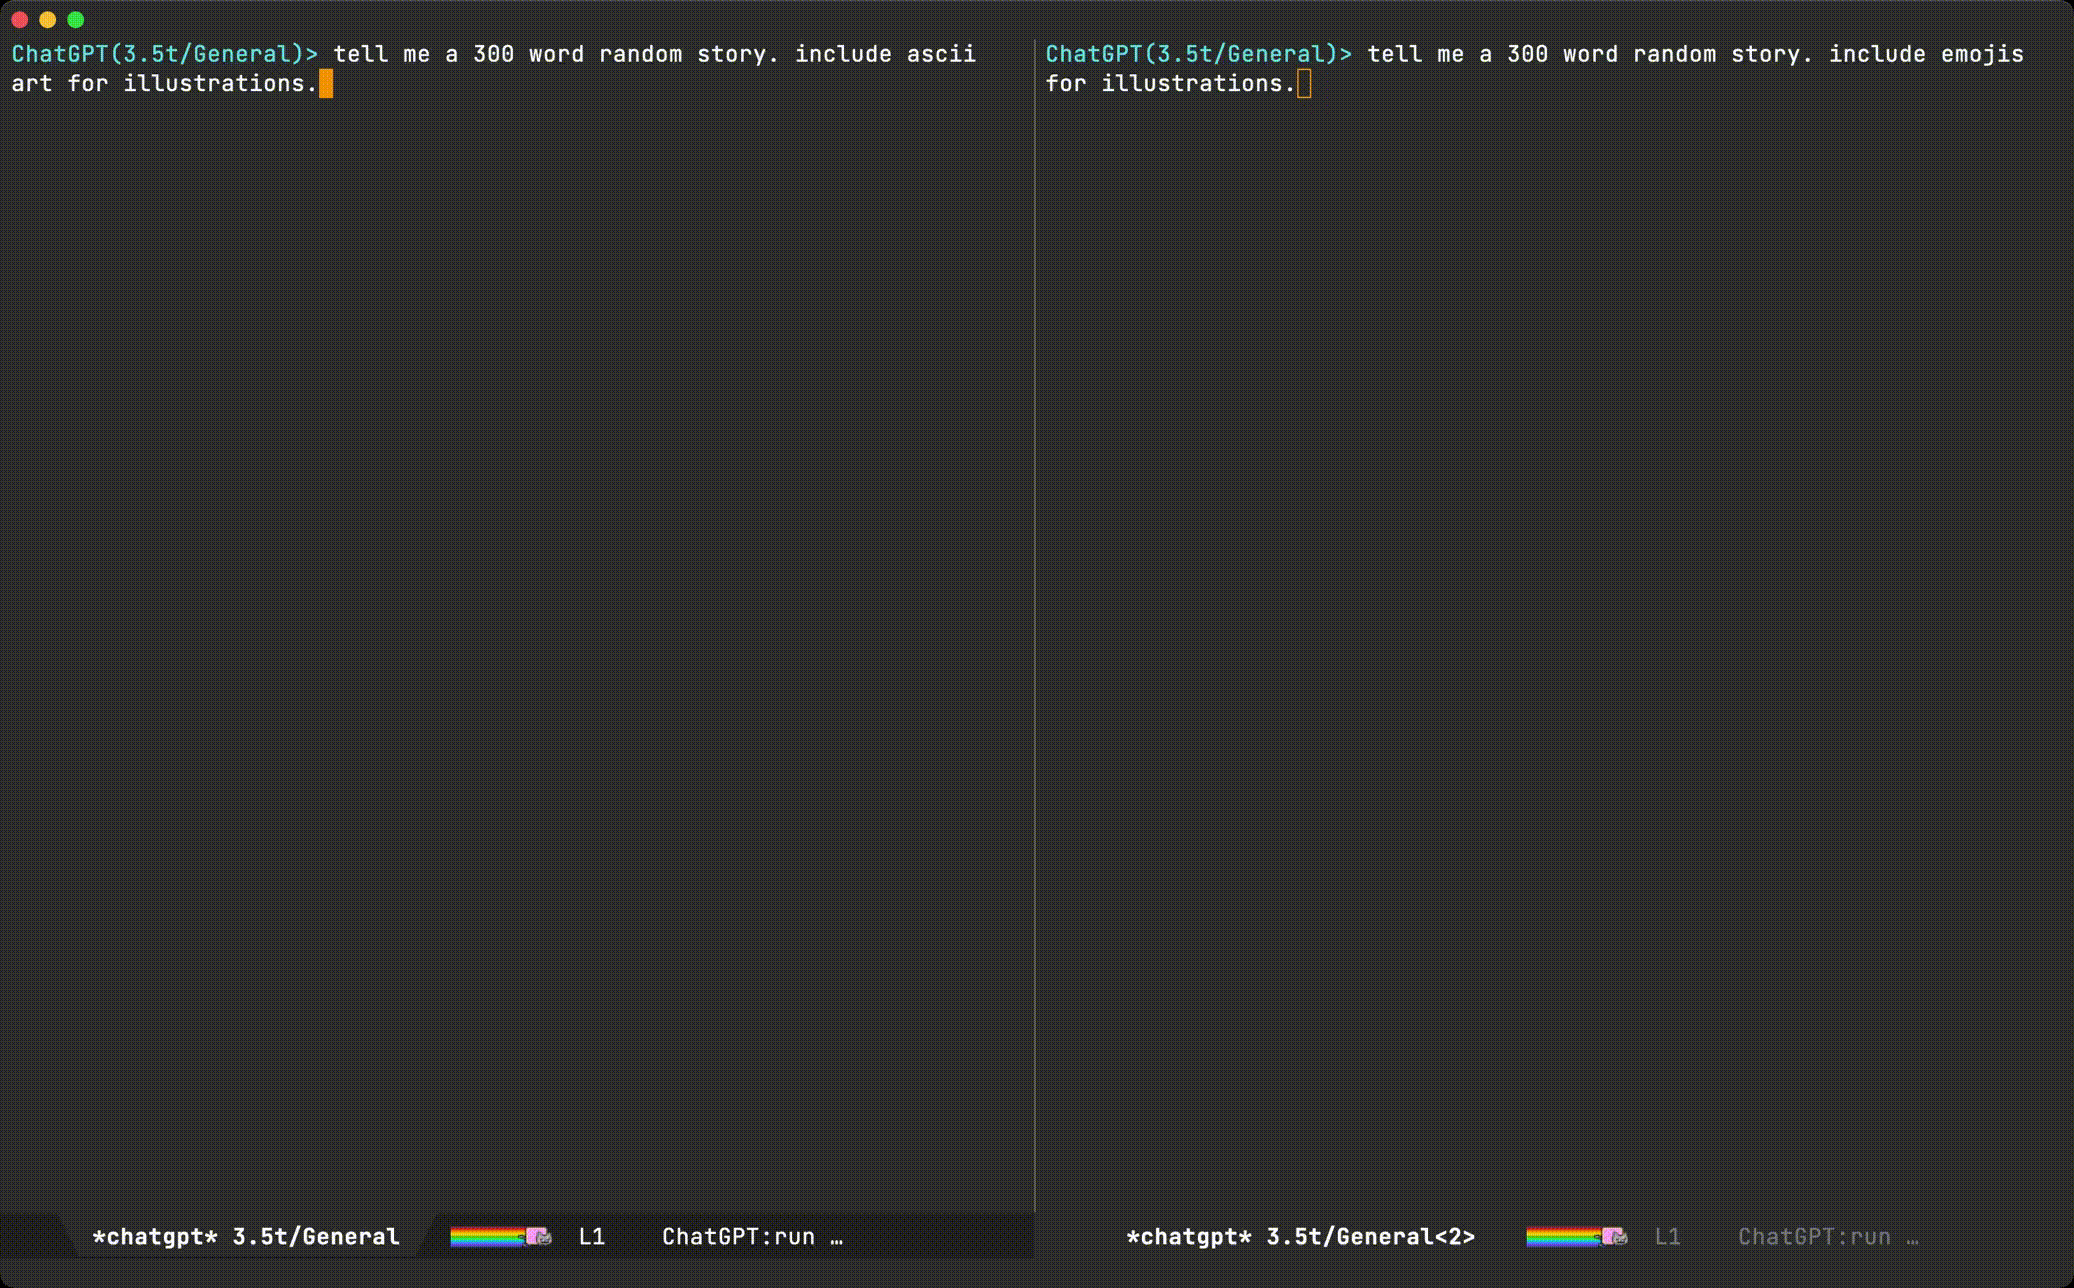 ChatGPT(3.5t/General)> tell me a 300 word random story. include ascii
art for illustrations.
ChatGPT(3.5t/General)> tell me a 300 word random story. include emojis
for illustrations.
*chatgpt* 3.5t/General L1 ChatGPT:run …
*chatgpt* 3.5t/General<2> L1 ChatGPT:run …